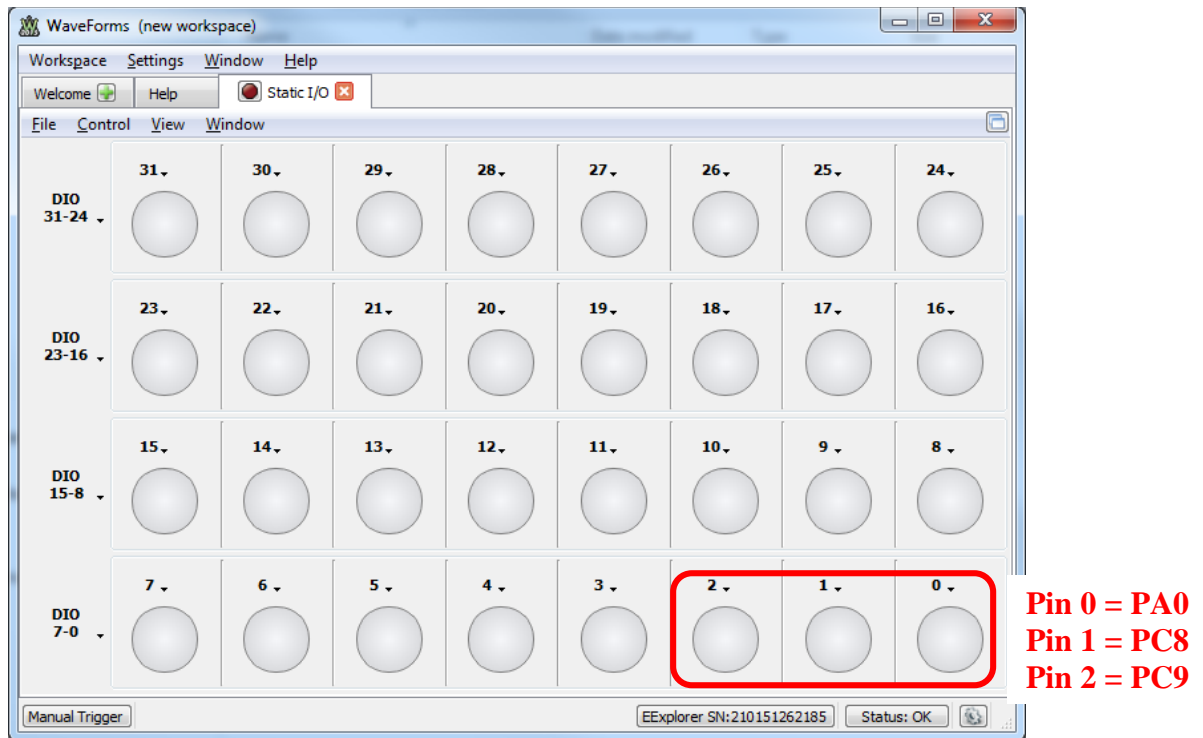 WaveForms (new workspace)
Workspace Settings Window Help
Welcome Help Static I/O
File Control View Window
31 30 29 28 27 26 25 24
DIO
31-24
23 22 21 20 19 18 17 16
DIO
23-16
15 14 13 12 11 10 9 8
DIO
15-8
7 6 5 4 3 2 1 0
DIO
7-0
Pin 0 = PA0
Pin 1 = PC8
Pin 2 = PC9
Manual Trigger EExplorer SN:210151262185 Status: OK